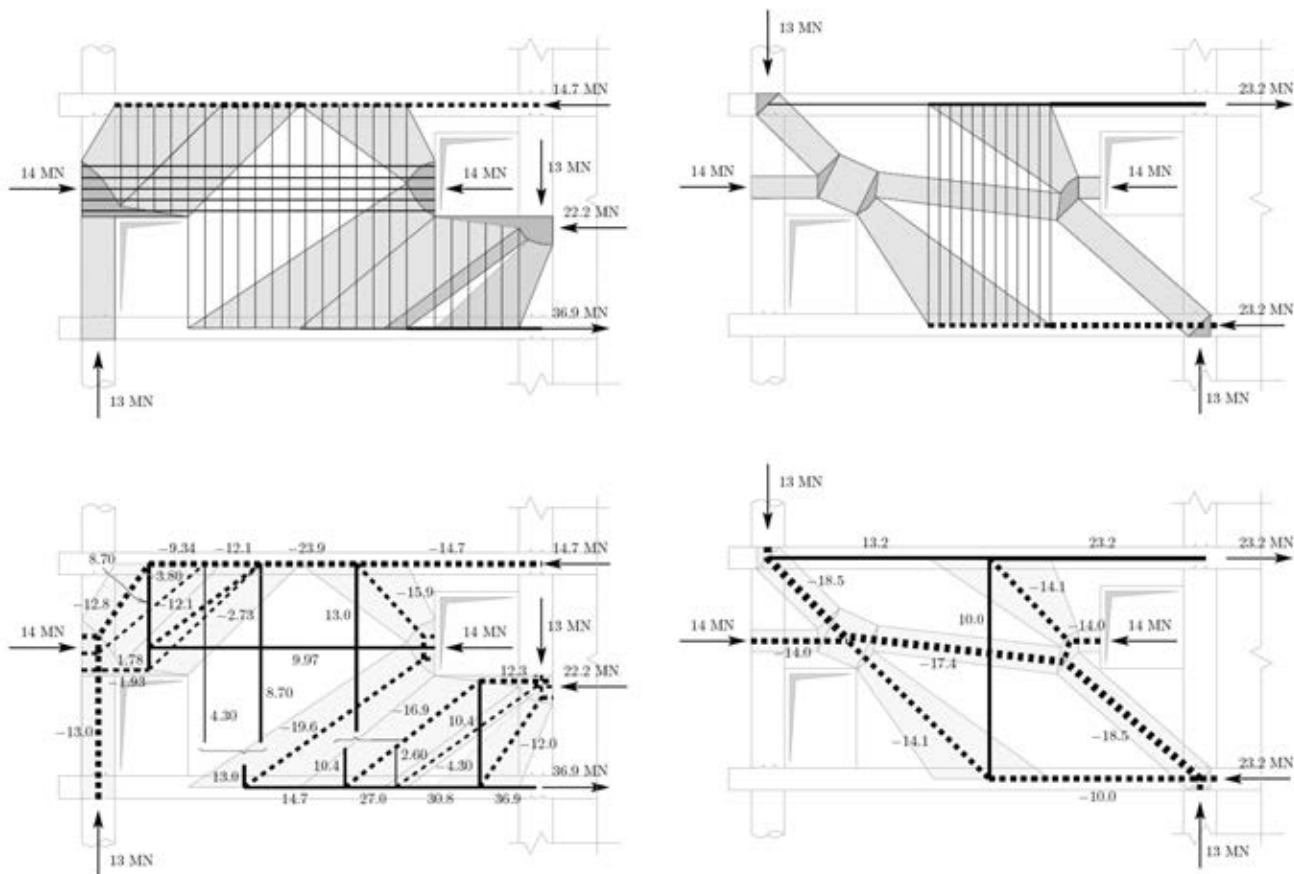 14.7 MN
14 MN
14 MN
13 MN
22.2 MN
36.9 MN
13 MN
13 MN
23.2 MN
14 MN
14 MN
23.2 MN
13 MN
−9.34
−12.1
−23.9
−14.7
14.7 MN
8.70
3.80
−12.8
−12.1
−2.73
13.0
−15.9
14 MN
14 MN
13 MN
1.78
9.97
−1.93
12.3
22.2 MN
4.30
8.70
−16.9
10.4
−13.0
−19.6
2.60
−12.0
13.0
10.4
−4.30
36.9 MN
14.7
27.0
30.8
36.9
13 MN
13 MN
13.2
23.2
23.2 MN
−18.5
−14.1
10.0
14 MN
−14.0
14 MN
−14.0
−17.4
−14.1
−18.5
23.2 MN
−10.0
13 MN